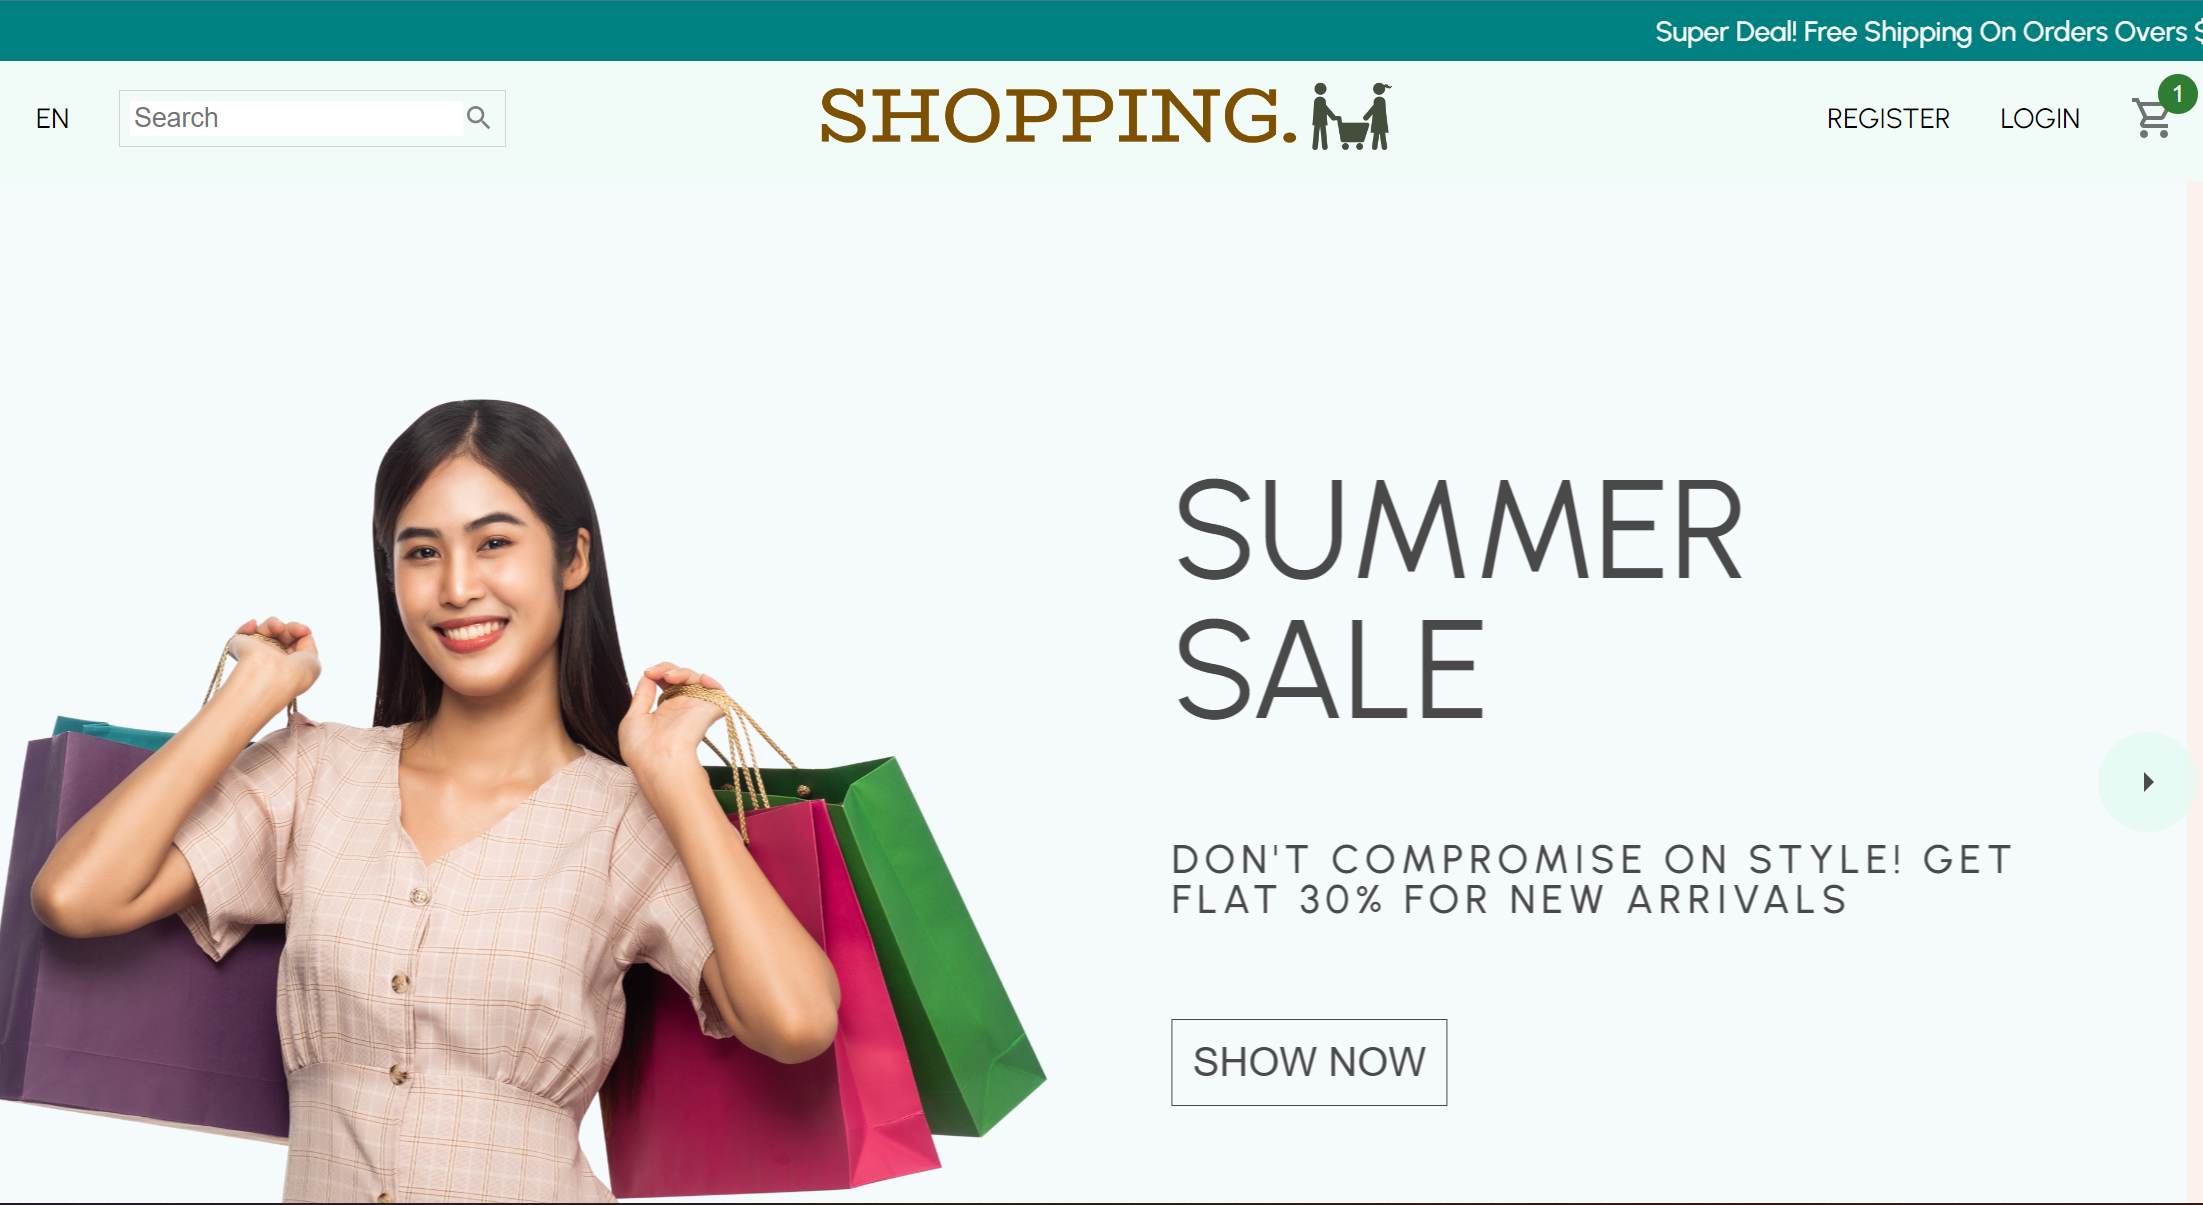 Super Deal! Free Shipping On Orders Overs $
EN
Search
SHOPPING.
REGISTER
LOGIN
1
SUMMER
SALE
DON'T COMPROMISE ON STYLE! GET
FLAT 30% FOR NEW ARRIVALS
SHOW NOW